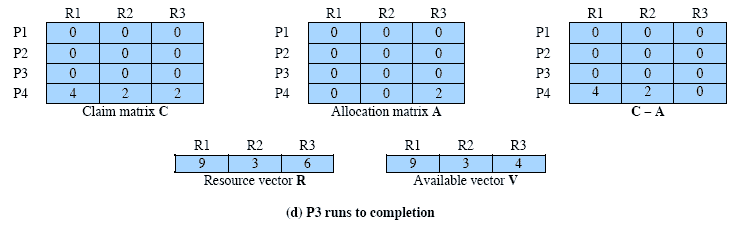 R1 R2 R3 R1 R2 R3 R1 R2 R3
P1 0 0 0 P1 0 0 0 P1 0 0 0
P2 0 0 0 P2 0 0 0 P2 0 0 0
P3 0 0 0 P3 0 0 0 P3 0 0 0
P4 4 2 2 P4 0 0 2 P4 4 2 0
Claim matrix C Allocation matrix A C – A
R1 R2 R3 R1 R2 R3
9 3 6 9 3 4
Resource vector R Available vector V
(d) P3 runs to completion